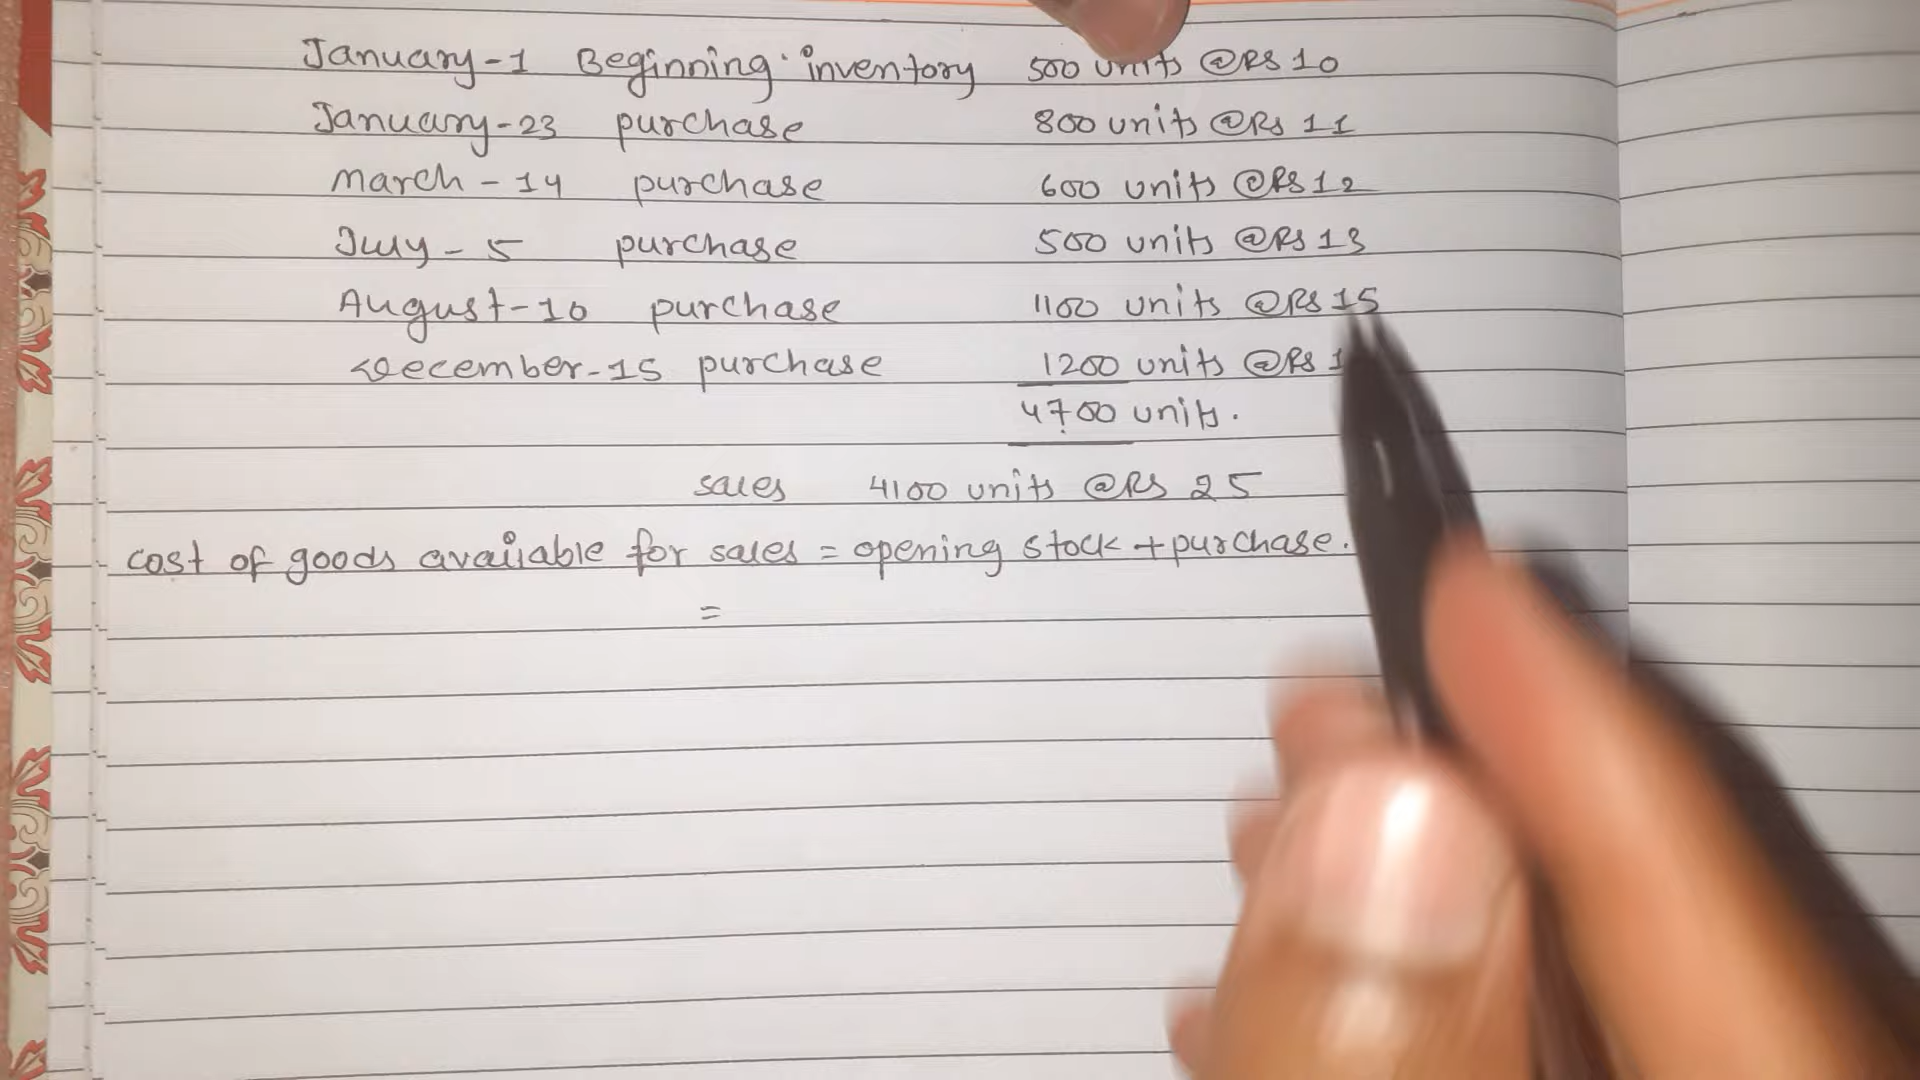 January-1 Beginning inventory 500 units @Rs 10
January-23 purchase 800 units @Rs 11
March-14 purchase 600 units @Rs 12
July-5 purchase 500 units @Rs 13
August-10 purchase 1100 units @Rs 15
December-15 purchase 1200 units @Rs
4700 units.
sales 4100 units @Rs 25
cost of goods available for sales = opening stock + purchase.
=